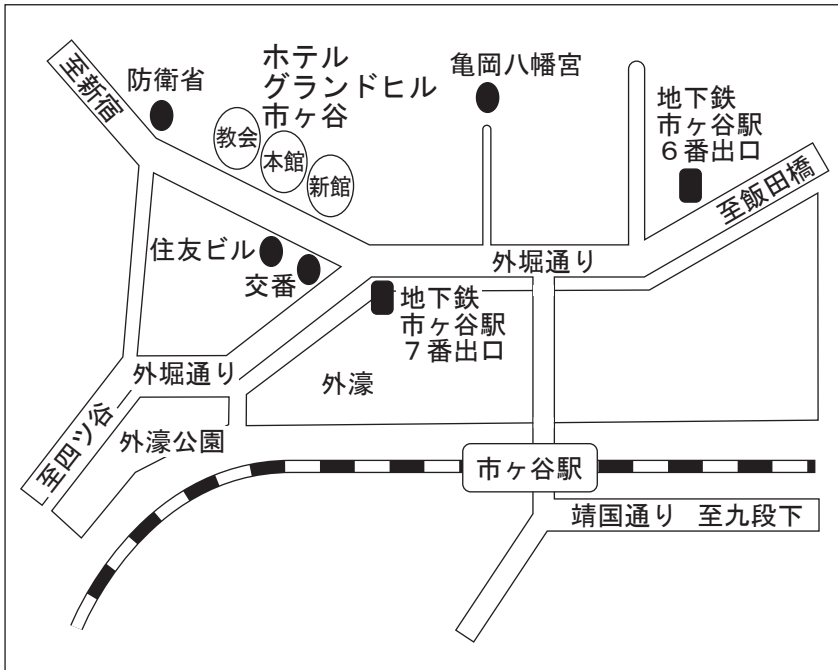 至新宿
防衛省
ホテル
グランドヒル
市ヶ谷
教会
本館
新館
亀岡八幡宮
地下鉄
市ヶ谷駅
６番出口
至飯田橋
住友ビル
交番
外堀通り
地下鉄
市ヶ谷駅
７番出口
外堀通り
外濠
至四ツ谷
外濠公園
市ヶ谷駅
靖国通り　至九段下